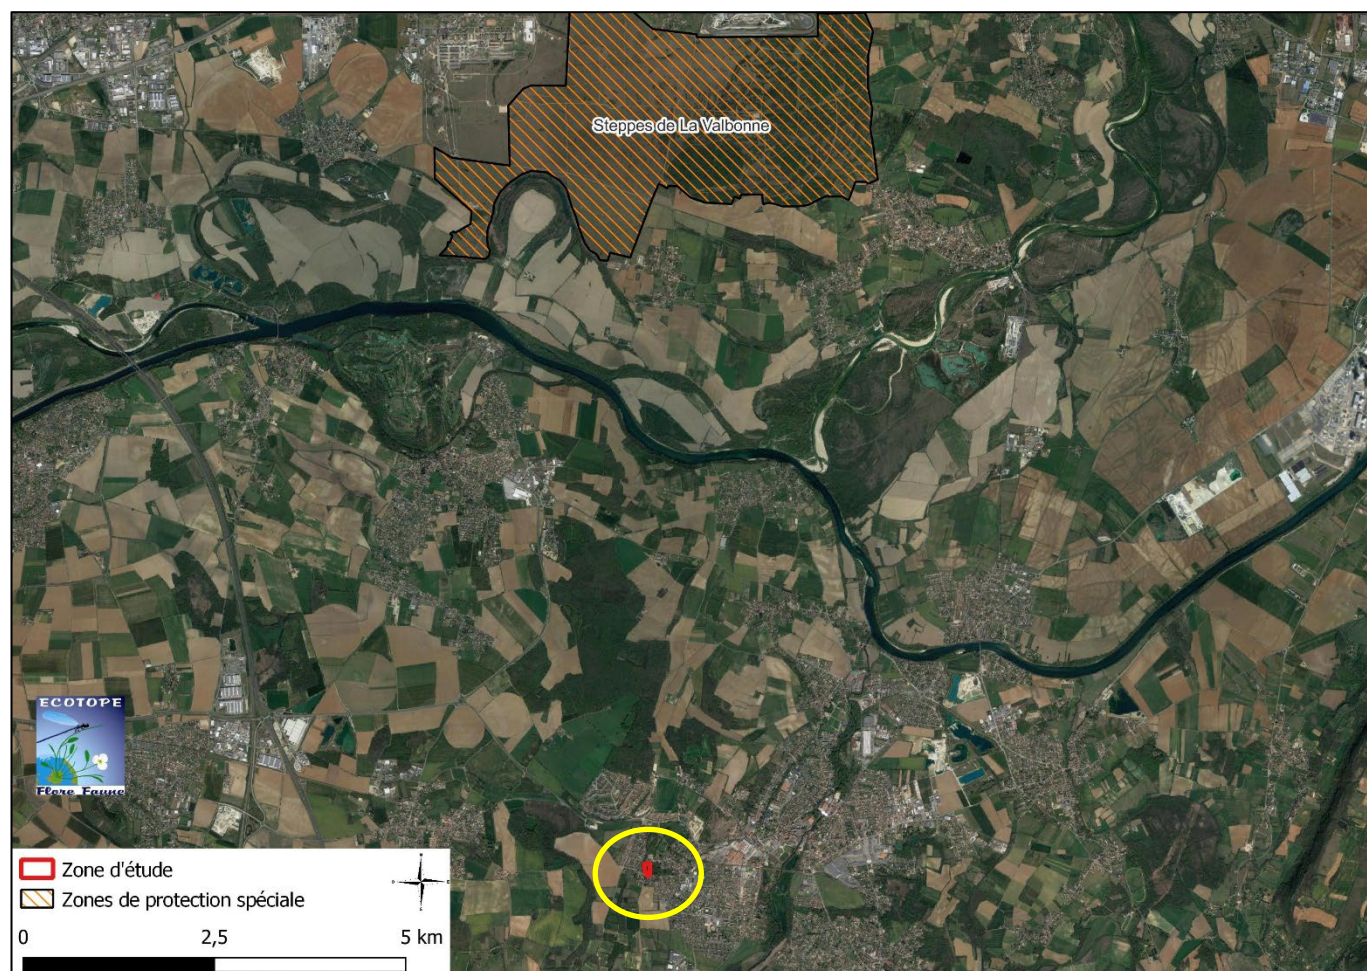 Steppes de La Valbonne
ECOTOPE
Flore Faune
Zone d'étude
Zones de protection spéciale
0 2,5 5 km